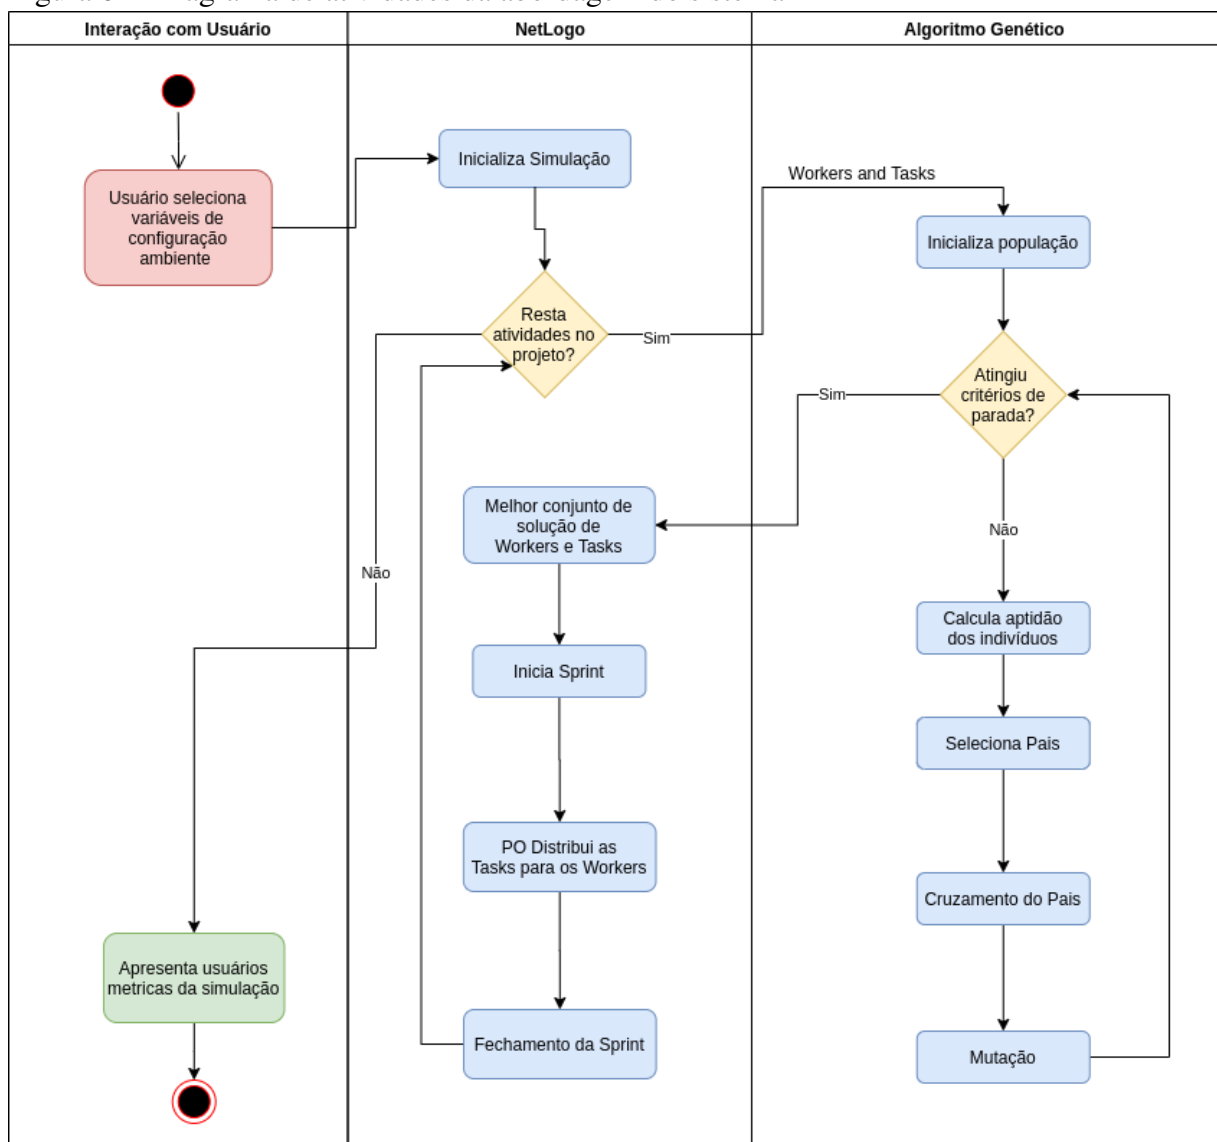 Interação com Usuário
NetLogo
Algoritmo Genético
Usuário seleciona
variáveis de
configuração
ambiente
Inicializa Simulação
Resta
atividades no
projeto?
Sim
Não
Workers and Tasks
Inicializa população
Atingiu
critérios de
parada?
Sim
Não
Melhor conjunto de
solução de
Workers e Tasks
Inicia Sprint
PO Distribui as
Tasks para os Workers
Fechamento da Sprint
Calcula aptidão
dos indivíduos
Seleciona Pais
Cruzamento do Pais
Mutação
Apresenta usuários
metricas da simulação